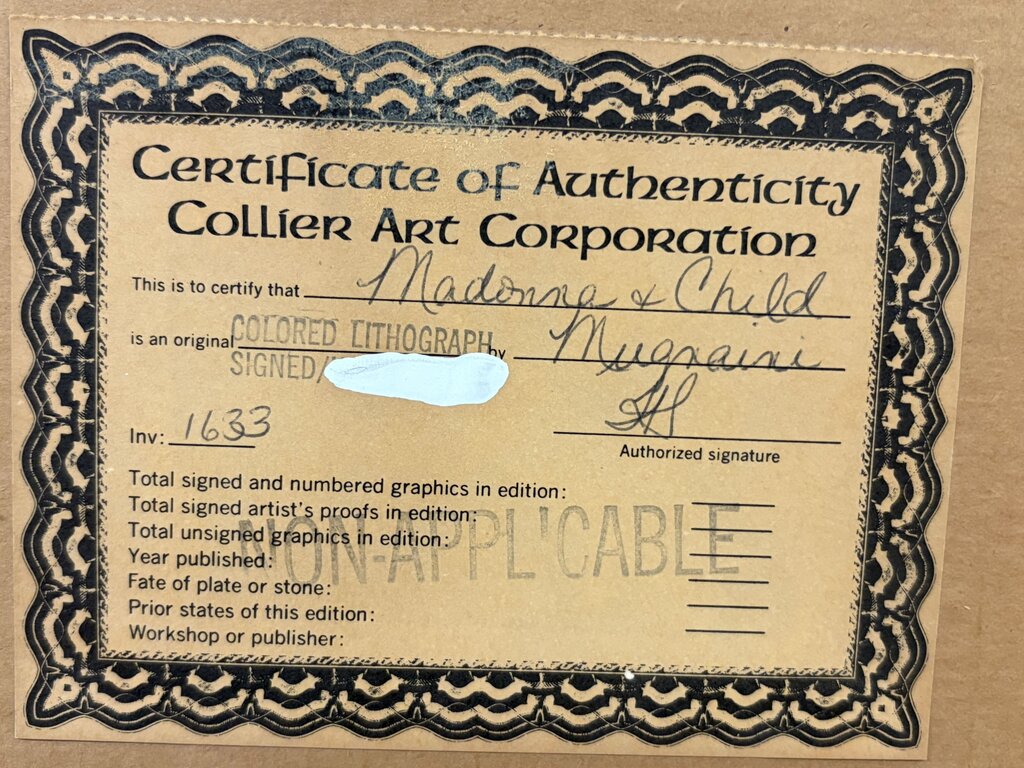 Certificate of Authenticity
Collier Art Corporation
This is to certify that Madonna & Child
is an original COLORED LITHOGRAPH by Mugnaini
SIGNED/
Inv: 1633
Authorized signature
Total signed and numbered graphics in edition:
Total signed artist's proofs in edition:
Total unsigned graphics in edition:
Year published:
Fate of plate or stone:
Prior states of this edition:
Workshop or publisher:
NON-APPLICABLE